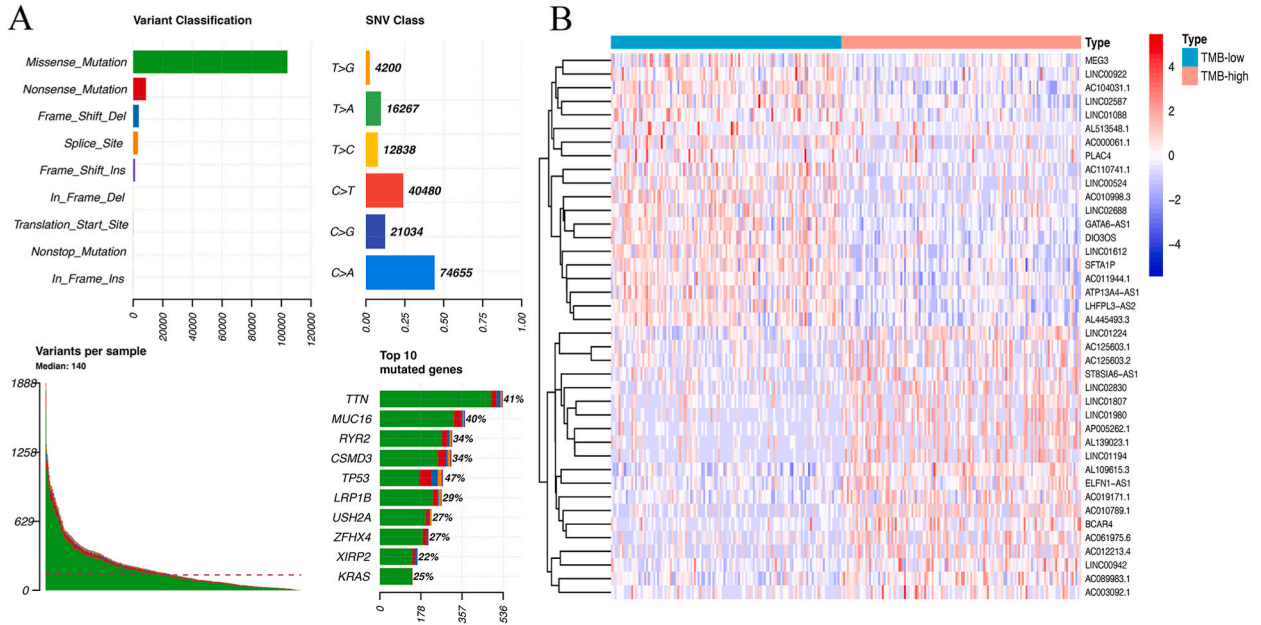 A
Variant Classification
Missense_Mutation
Nonsense_Mutation
Frame_Shift_Del
Splice_Site
Frame_Shift_Ins
In_Frame_Del
Translation_Start_Site
Nonstop_Mutation
In_Frame_Ins
0
20000
40000
60000
80000
100000
120000
SNV Class
T>G 4200
T>A 16267
T>C 12838
C>T 40480
C>G 21034
C>A 74655
0.00
0.25
0.50
0.75
1.00
Variants per sample
Median: 140
1888
1258
629
0
Top 10
mutated genes
TTN 41%
MUC16 40%
RYR2 34%
CSMD3 34%
TP53 47%
LRP1B 29%
USH2A 27%
ZFHX4 27%
XIRP2 22%
KRAS 25%
0
178
357
536
B
Type
MEG3
LINC00922
AC104031.1
LINC02587
LINC01088
AL513548.1
AC000061.1
PLAC4
AC110741.1
LINC00524
AC010998.3
LINC02688
GATA6-AS1
DIO3OS
LINC01612
SFTA1P
AC011944.1
ATP13A4-AS1
LHFPL3-AS2
AL445493.3
LINC01224
AC125603.1
AC125603.2
ST8SIA6-AS1
LINC02830
LINC01807
LINC01980
AP005262.1
AL139023.1
LINC01194
AL109615.3
ELFN1-AS1
AC019171.1
AC010789.1
BCAR4
AC061975.6
AC012213.4
LINC00942
AC089983.1
AC003092.1
4
2
0
-2
-4
Type
TMB-low
TMB-high